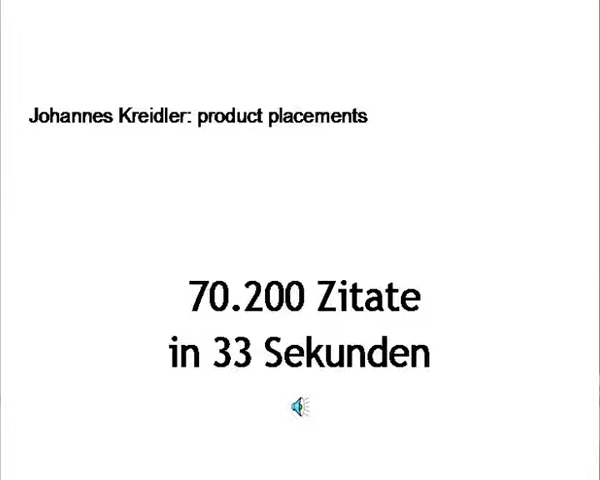 Johannes Kreidler: product placements
70.200 Zitate
in 33 Sekunden